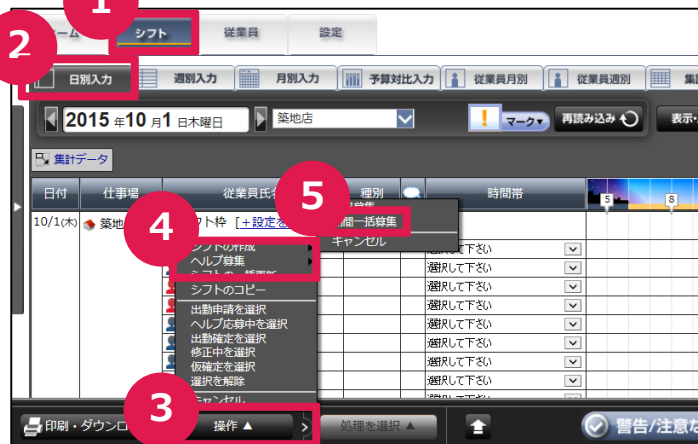 1
ーム シフト 従業員 設定
2
日別入力 週別入力 月別入力 予算対比入力 従業員月別 従業員週別 集
2015 年10 月1 日木曜日 築地店 ! マーク▼ 再読み込み 表示・
集計データ
日付 仕事場 従業員氏名 種別 時間帯 5 8
5
10/1(木) 築地 ト枠 [+設定を 間一括募集
キャンセル
4
シフトの作成
ヘルプ募集
シフトの一括更新
シフトのコピー
出勤申請を選択
ヘルプ応募中を選択
出勤確定を選択
修正中を選択
仮確定を選択
選択を解除
キャンセル
選択して下さい
選択して下さい
選択して下さい
選択して下さい
選択して下さい
選択して下さい
選択して下さい
3
印刷・ダウンロ 操作 ▲ > 処理を選択 ▲ 警告/注意な